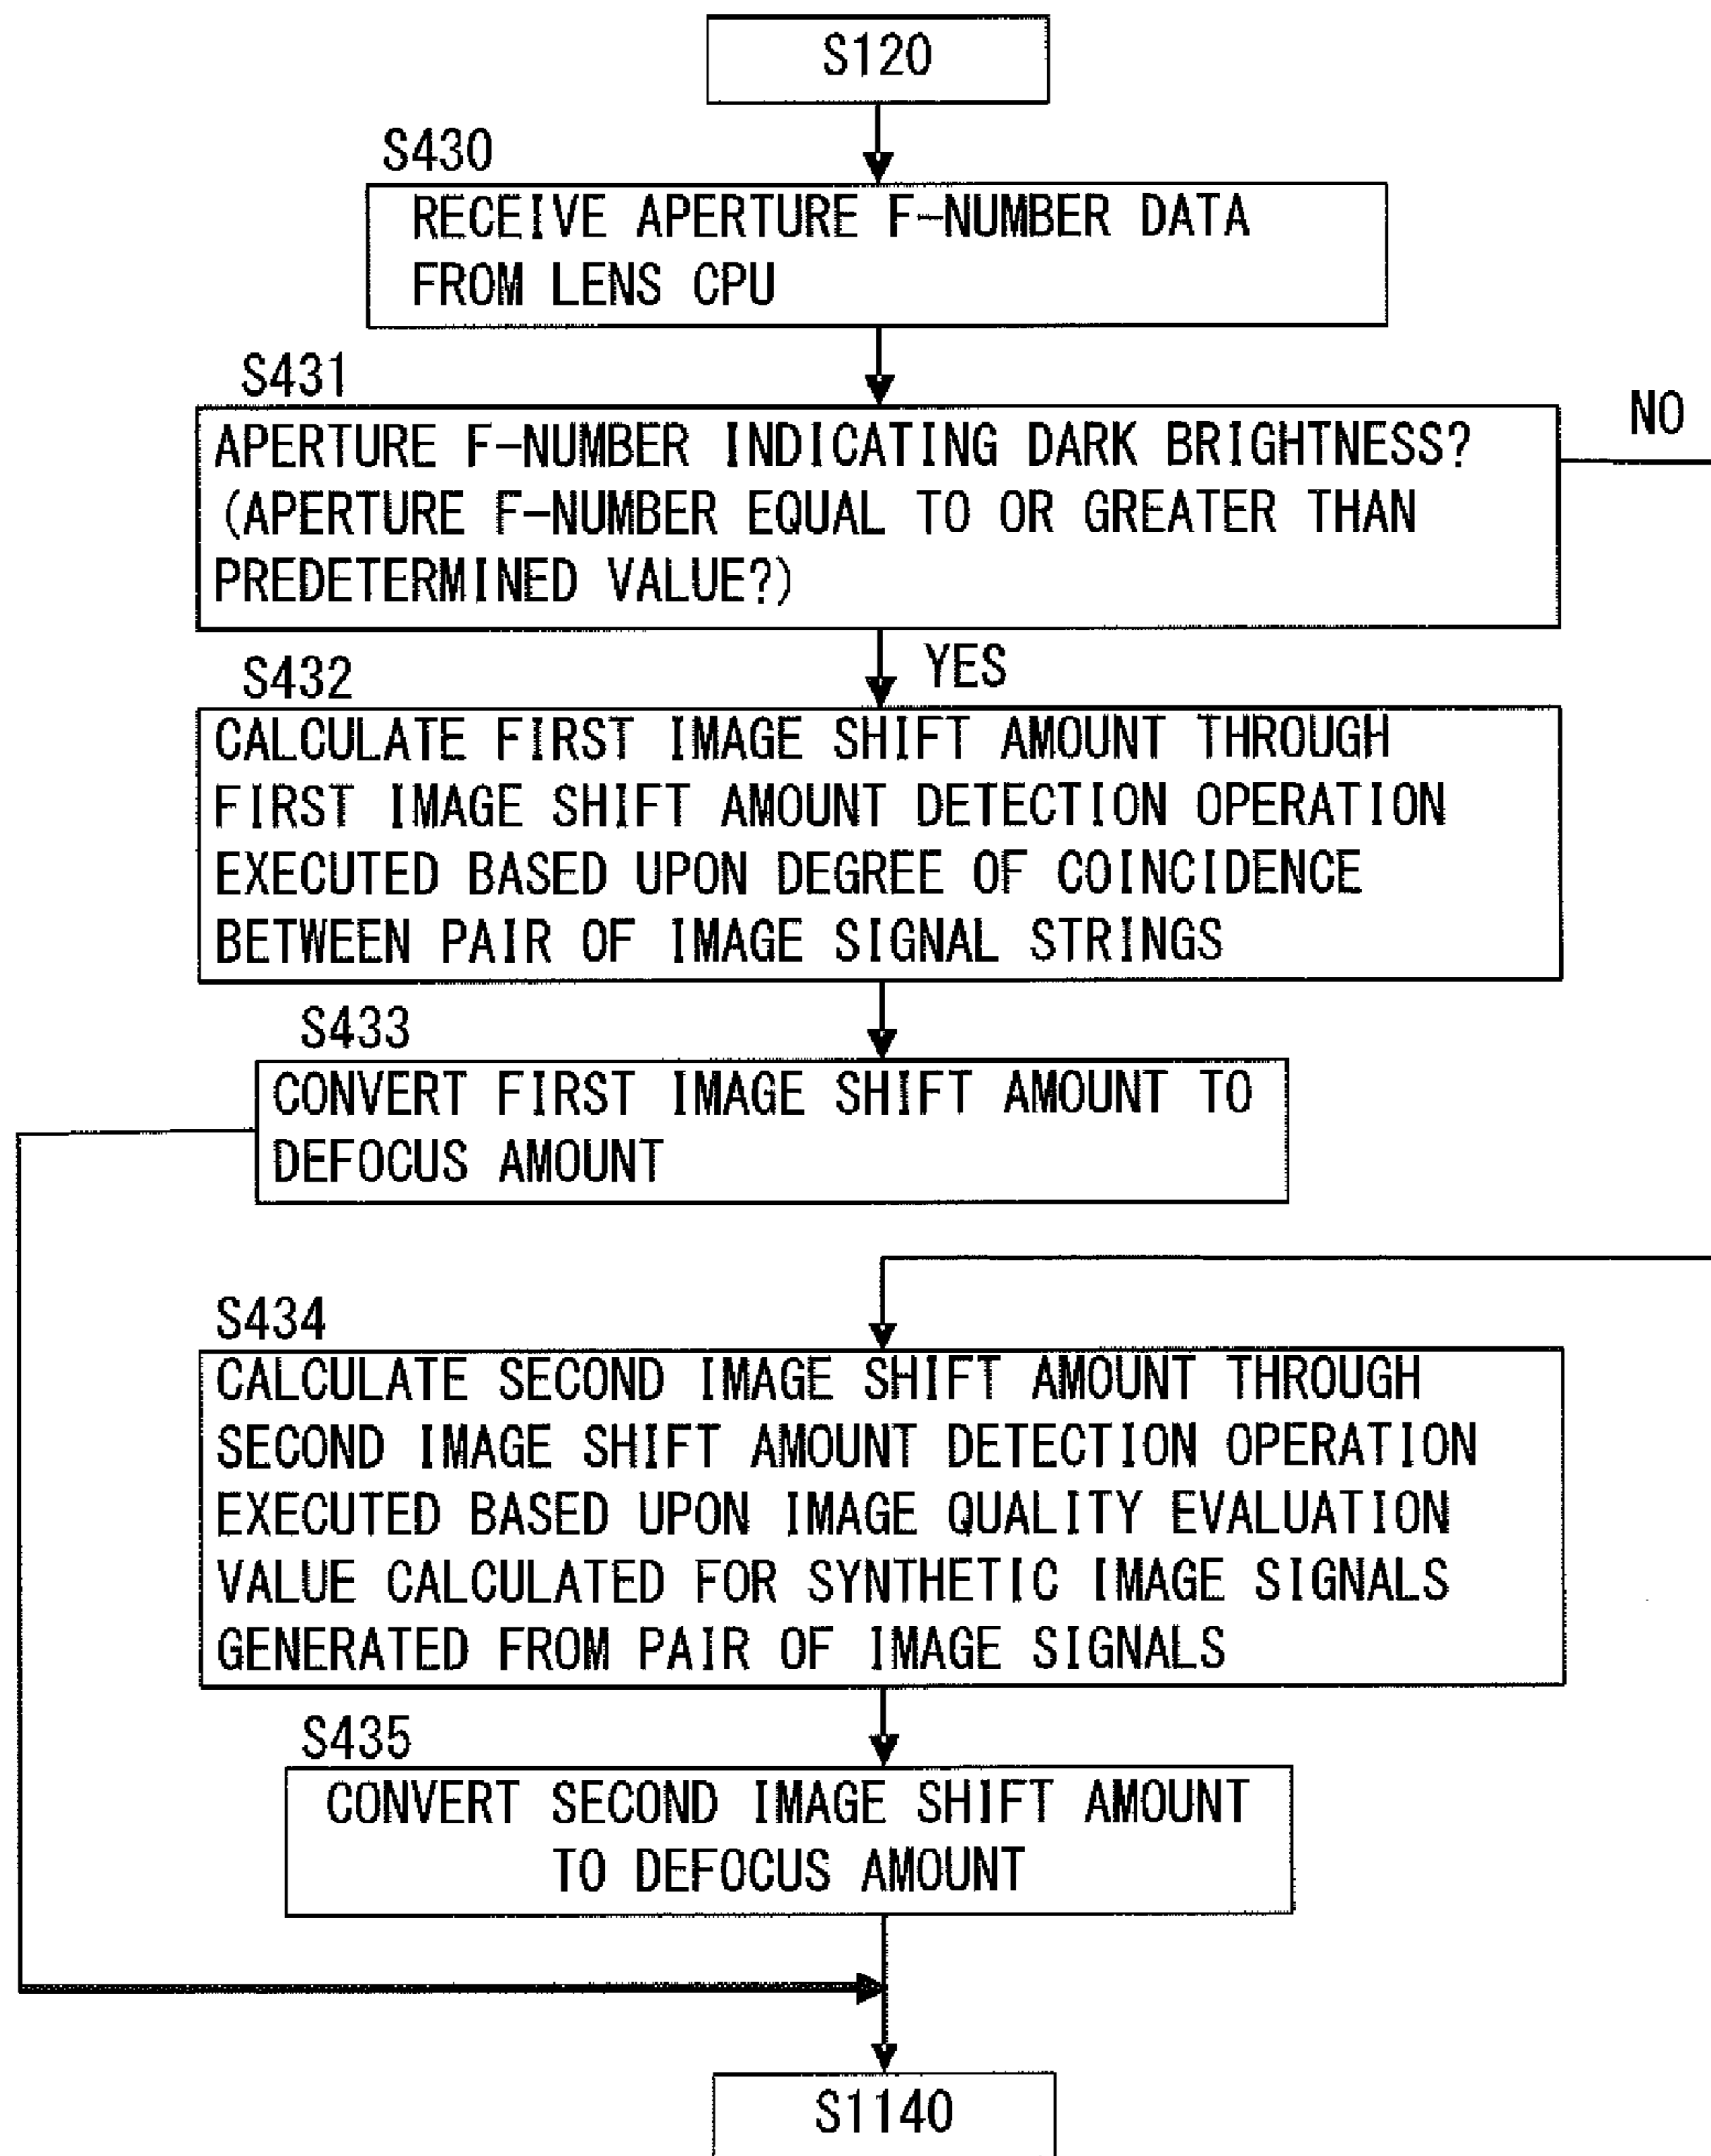 S120
S430
RECEIVE APERTURE F-NUMBER DATA
FROM LENS CPU
S431
APERTURE F-NUMBER INDICATING DARK BRIGHTNESS?
(APERTURE F-NUMBER EQUAL TO OR GREATER THAN
PREDETERMINED VALUE?)
NO
YES
S432
CALCULATE FIRST IMAGE SHIFT AMOUNT THROUGH
FIRST IMAGE SHIFT AMOUNT DETECTION OPERATION
EXECUTED BASED UPON DEGREE OF COINCIDENCE
BETWEEN PAIR OF IMAGE SIGNAL STRINGS
S433
CONVERT FIRST IMAGE SHIFT AMOUNT TO
DEFOCUS AMOUNT
S434
CALCULATE SECOND IMAGE SHIFT AMOUNT THROUGH
SECOND IMAGE SHIFT AMOUNT DETECTION OPERATION
EXECUTED BASED UPON IMAGE QUALITY EVALUATION
VALUE CALCULATED FOR SYNTHETIC IMAGE SIGNALS
GENERATED FROM PAIR OF IMAGE SIGNALS
S435
CONVERT SECOND IMAGE SHIFT AMOUNT
TO DEFOCUS AMOUNT
S1140